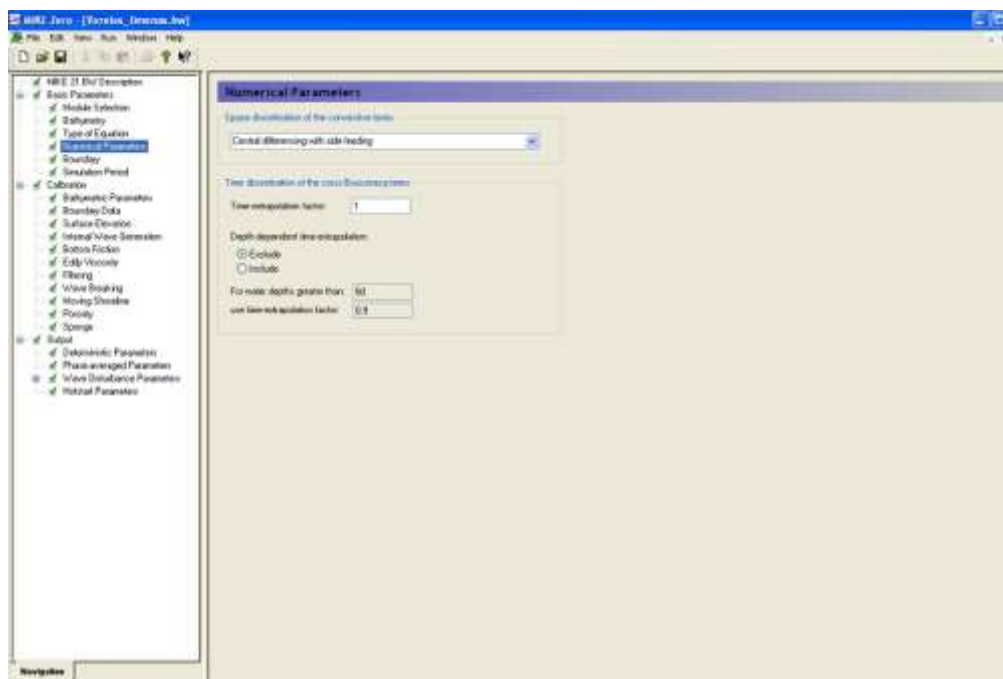 MIKE Zero - [
File Edit View Run Window Help
MIKE 21 BW Description
Basic Parameters
Module Selection
Bathymetry
Type of Equation
Numerical Parameters
Boundary
Simulation Period
Calibration
Bathymetric Parameters
Boundary Data
Surface Elevation
Internal Wave Generation
Bottom Friction
Eddy Viscosity
Filtering
Wave Breaking
Moving Shoreline
Porosity
Sponge
Output
Deterministic Parameters
Phase-averaged Parameters
Wave Disturbance Parameters
Hotstart Parameters
Navigation
Numerical Parameters
Space discretisation of the convective terms
Central differencing with side feeding
Time discretisation of the cross-Boussinesq terms
Time extrapolation factor: 1
Depth dependent time extrapolation:
Exclude
Include
For water depths greater than:
use time extrapolation factor: 0.8